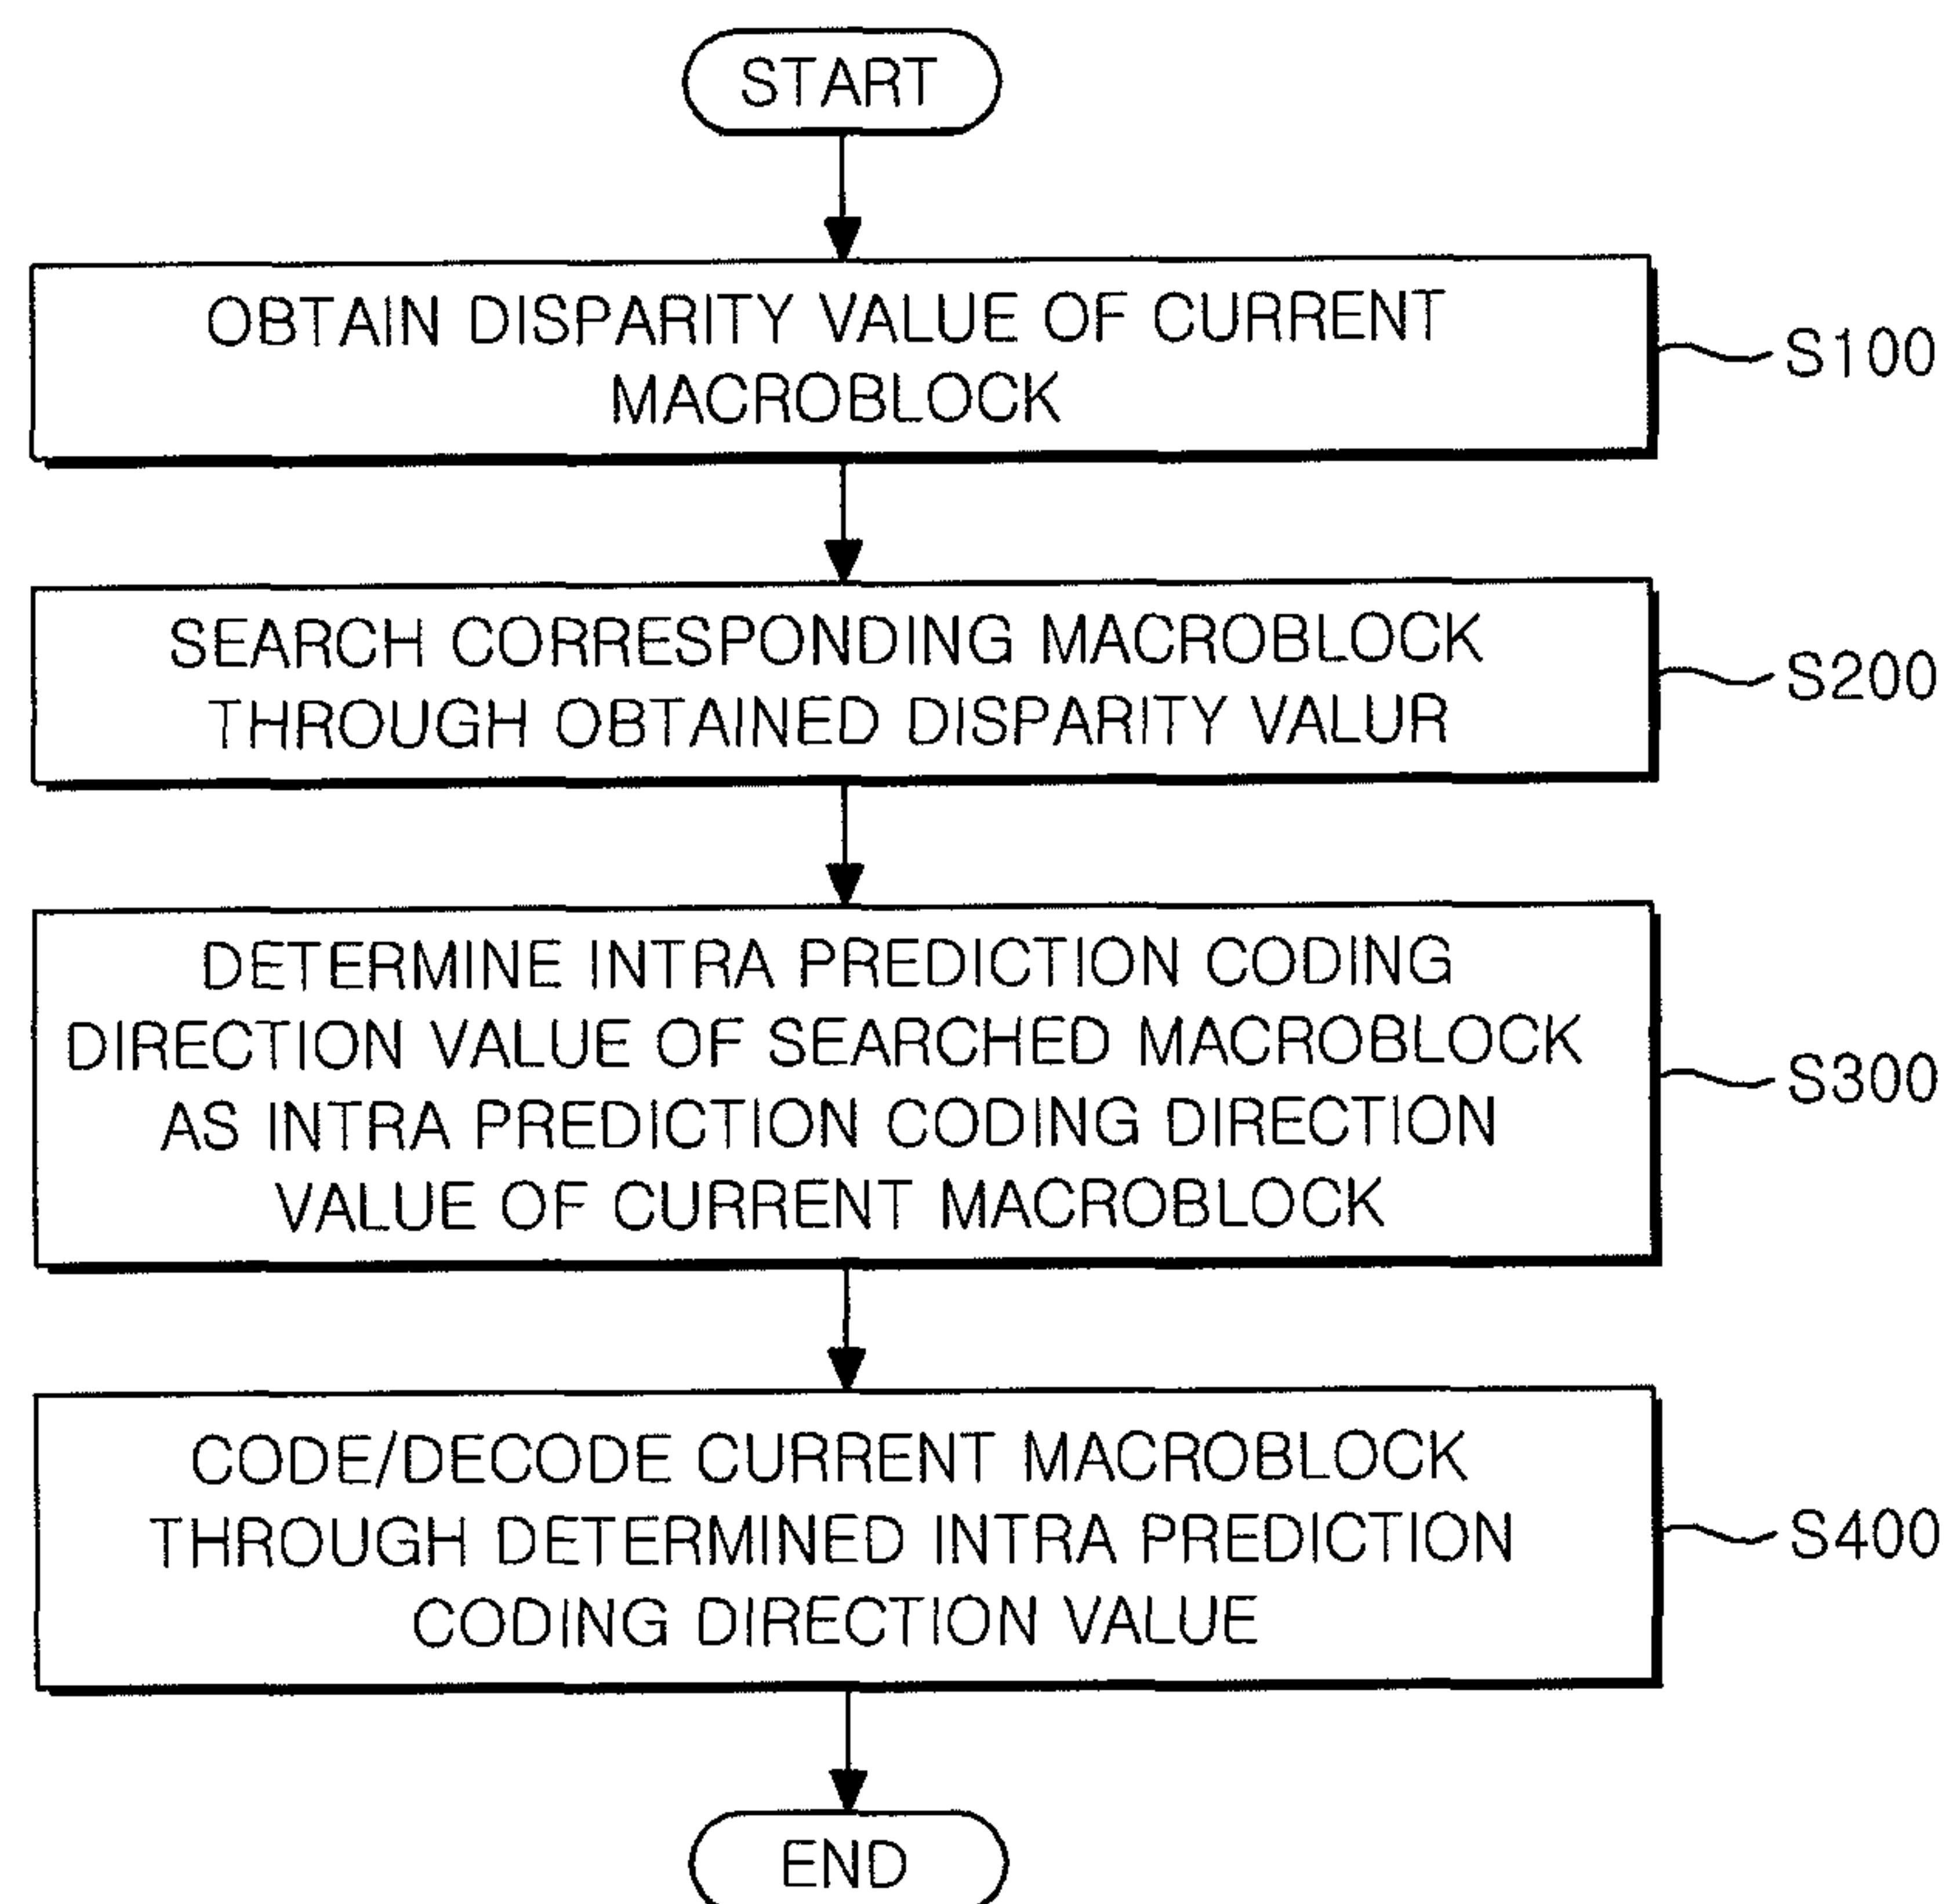 START
OBTAIN DISPARITY VALUE OF CURRENT
MACROBLOCK
S100
SEARCH CORRESPONDING MACROBLOCK
THROUGH OBTAINED DISPARITY VALUR
S200
DETERMINE INTRA PREDICTION CODING
DIRECTION VALUE OF SEARCHED MACROBLOCK
AS INTRA PREDICTION CODING DIRECTION
VALUE OF CURRENT MACROBLOCK
S300
CODE/DECODE CURRENT MACROBLOCK
THROUGH DETERMINED INTRA PREDICTION
CODING DIRECTION VALUE
S400
END